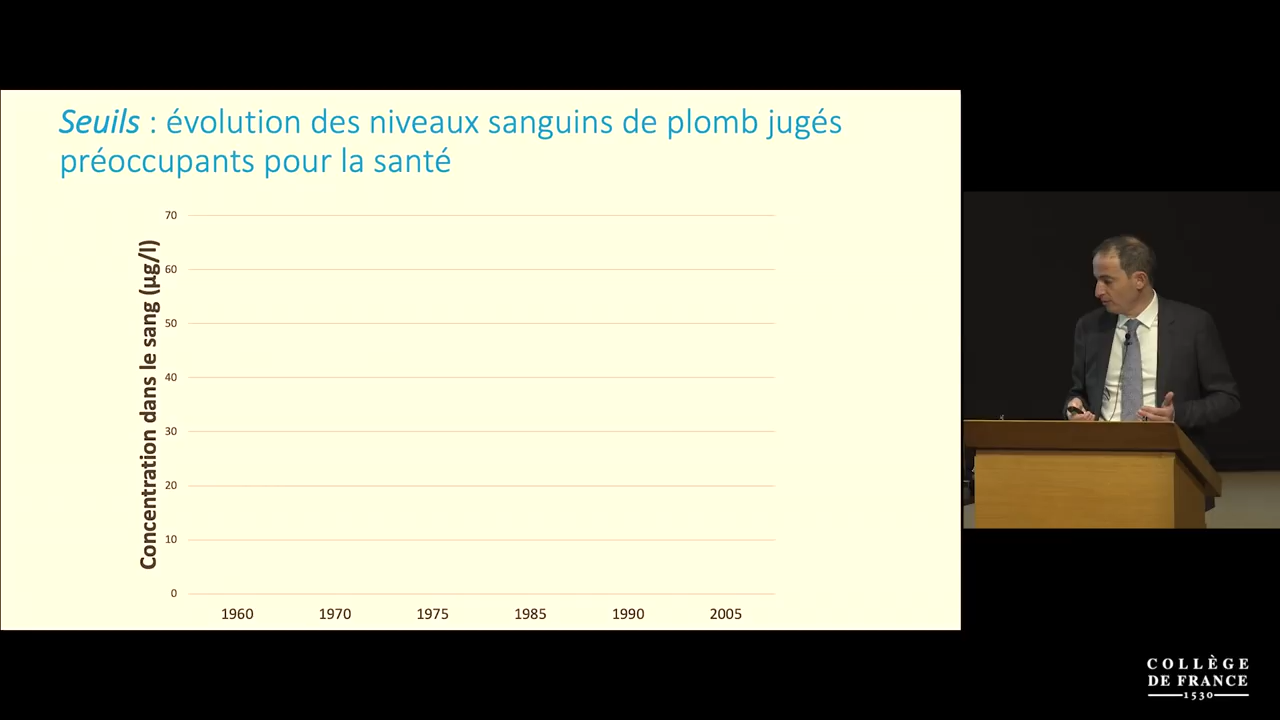 Seuils : évolution des niveaux sanguins de plomb jugés
préoccupants pour la santé
Concentration dans le sang (µg/l)
70
60
50
40
30
20
10
0
1960 1970 1975 1985 1990 2005
COLLÈGE
DE FRANCE
1530